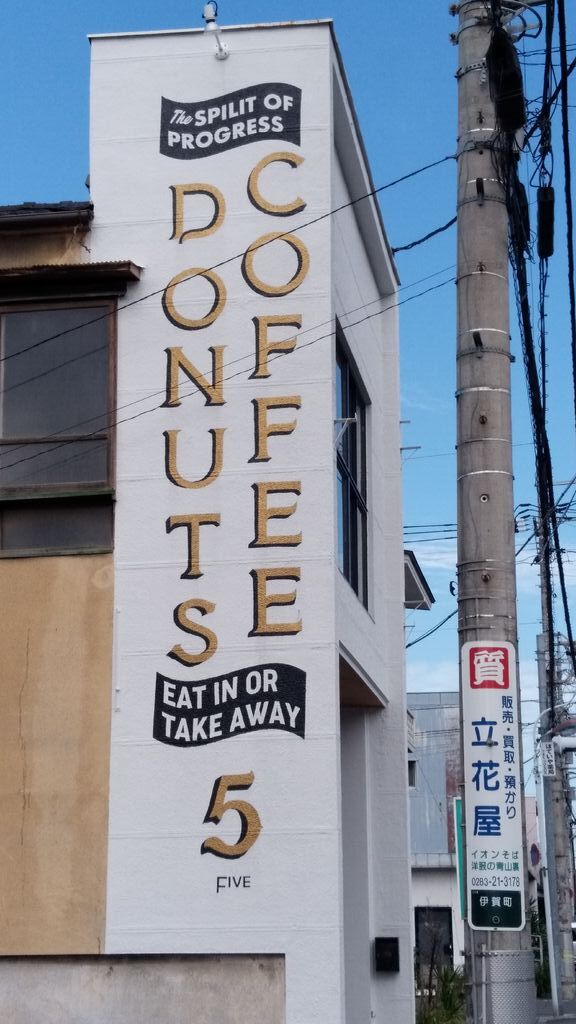 The SPILIT OF
PROGRESS
COFFEE
DONUTS
EAT IN OR
TAKE AWAY
5
FIVE
質
販売・買取・預かり
立花屋
イオンそば
洋服の青山裏
0283-21-3178
伊賀町